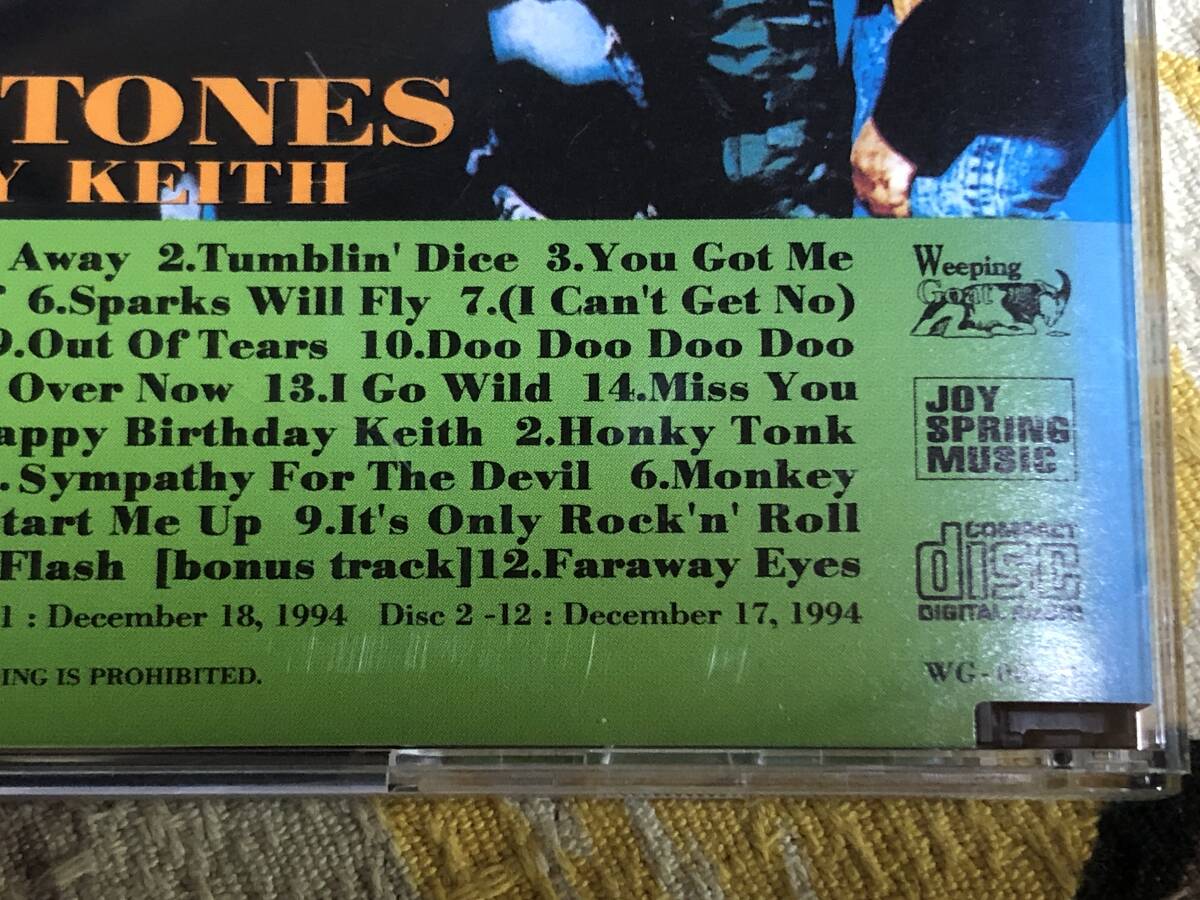 TONES
Y KEITH
Away 2.Tumblin' Dice 3.You Got Me
6.Sparks Will Fly 7.(I Can't Get No)
9.Out Of Tears 10.Doo Doo Doo Doo
Over Now 13.I Go Wild 14.Miss You
appy Birthday Keith 2.Honky Tonk
.Sympathy For The Devil 6.Monkey
tart Me Up 9.It's Only Rock'n' Roll
Flash [bonus track]12.Faraway Eyes
1 : December 18, 1994 Disc 2 -12 : December 17, 1994
ING IS PROHIBITED.
Weeping
Goat
JOY
SPRING
MUSIC
COMPACT
disc
DIGITAL AUDIO